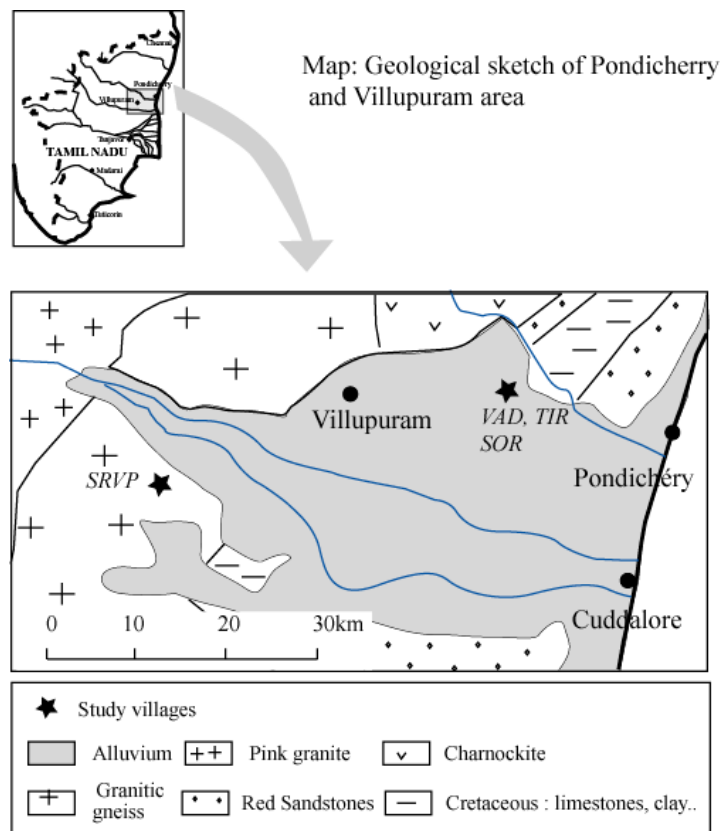 Map: Geological sketch of Pondicherry
and Villupuram area
Chennai
Pondicherry
Villupuram
Tanjavur
TAMIL NADU
Madurai
Tuticorin
Villupuram
VAD, TIR
SOR
SRVP
Pondichéry
Cuddalore
0 10 20 30km
Study villages
Alluvium
Pink granite
Charnockite
Granitic
gneiss
Red Sandstones
Cretaceous : limestones, clay..